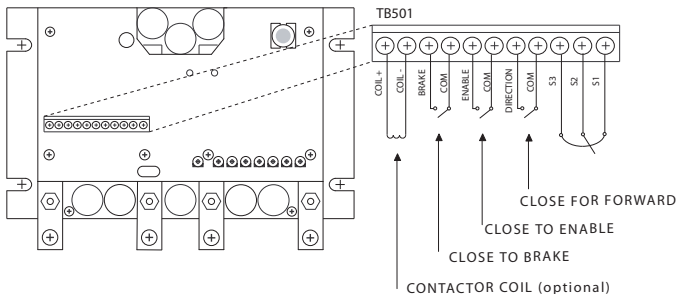 TB501
COIL +
COIL -
BRAKE
COM
ENABLE
COM
DIRECTION
COM
S3
S2
S1
CLOSE FOR FORWARD
CLOSE TO ENABLE
CLOSE TO BRAKE
CONTACTOR COIL (optional)